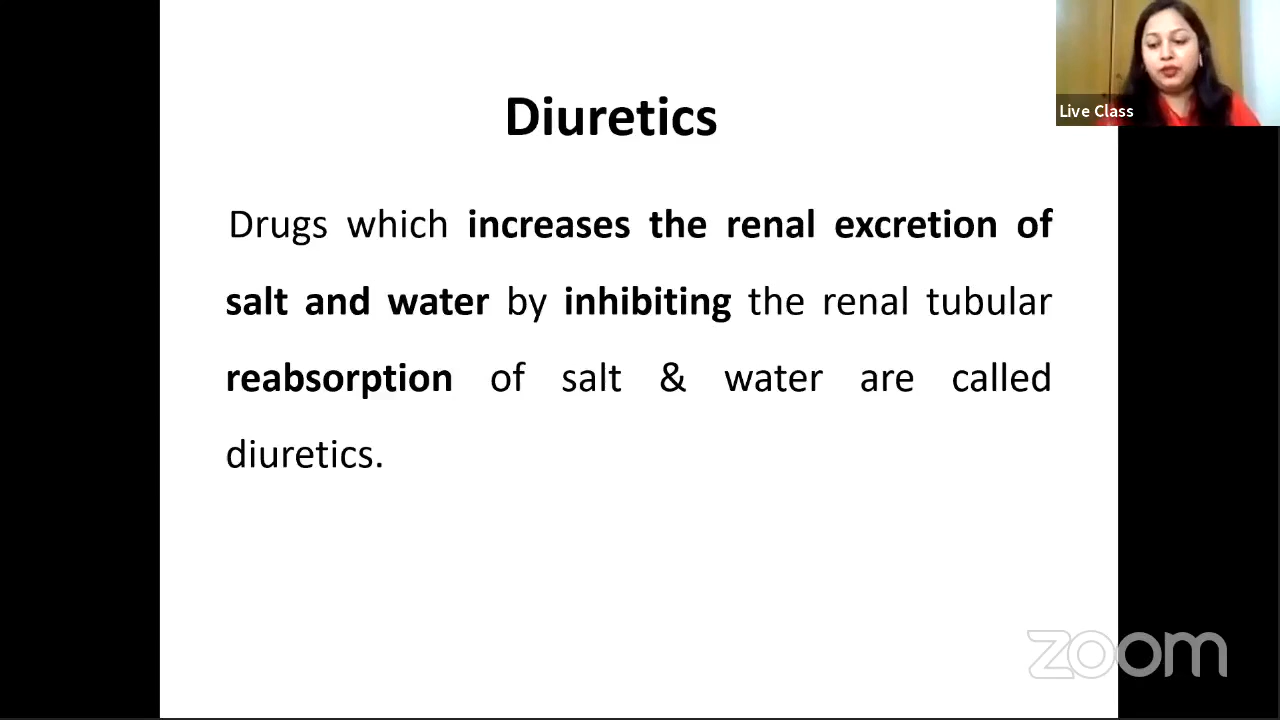 Diuretics
Live Class
Drugs which increases the renal excretion of
salt and water by inhibiting the renal tubular
reabsorption of salt & water are called
diuretics.
zoom